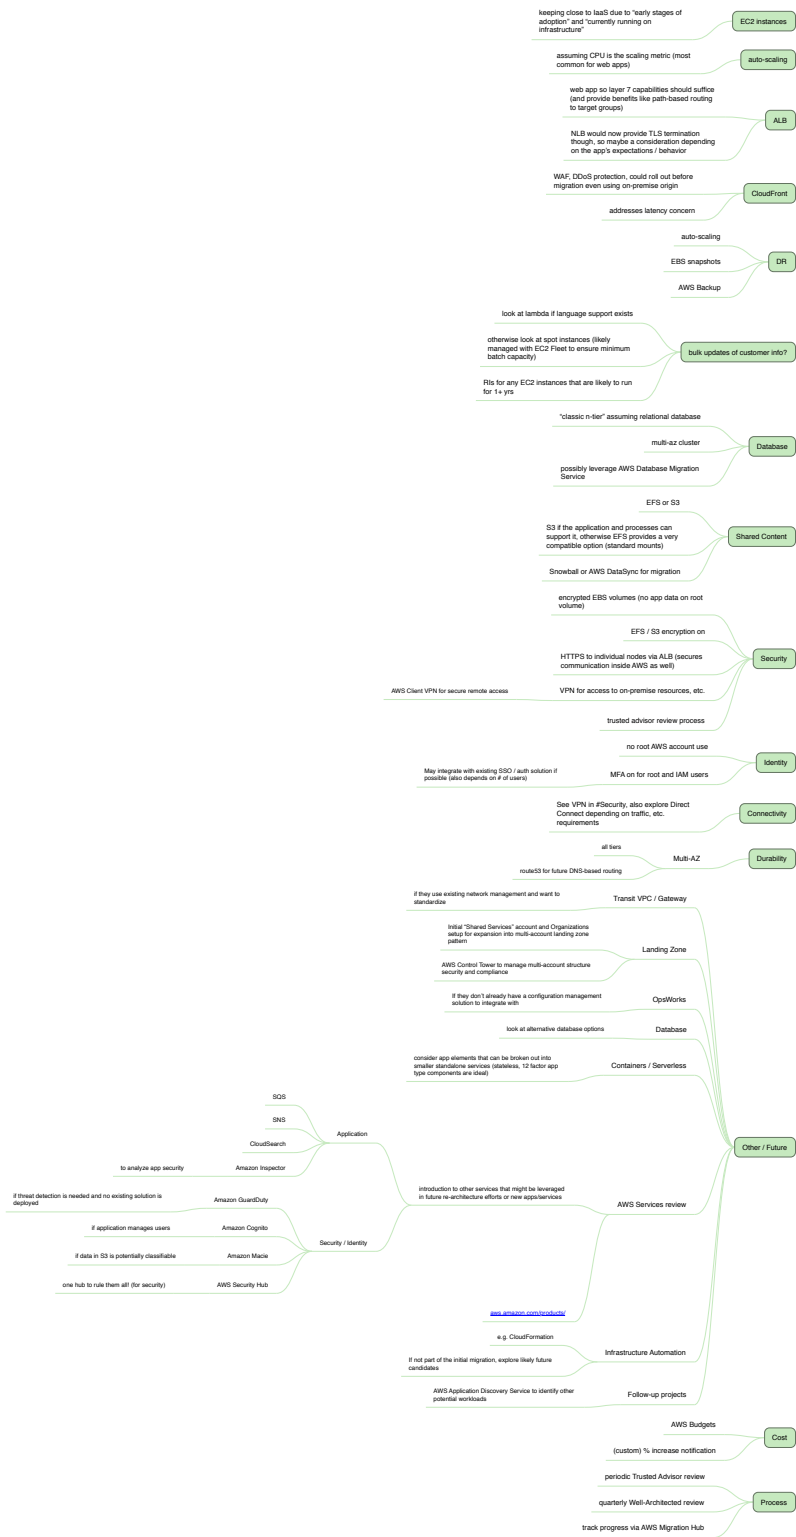 keeping close to IaaS due to “early stages of
adoption” and “currently running on
infrastructure”
EC2 instances
assuming CPU is the scaling metric (most
common for web apps)
auto-scaling
web app so layer 7 capabilities should suffice
(and provide benefits like path-based routing
to target groups)
ALB
NLB would now provide TLS termination
though, so maybe a consideration depending
on the app's expectations / behavior
WAF, DDoS protection, could roll out before
migration even using on-premise origin
CloudFront
addresses latency concern
auto-scaling
EBS snapshots
DR
AWS Backup
look at lambda if language support exists
otherwise look at spot instances (likely
managed with EC2 Fleet to ensure minimum
batch capacity)
bulk updates of customer info?
RIs for any EC2 instances that are likely to run
for 1+ yrs
“classic n-tier” assuming relational database
multi-az cluster
Database
possibly leverage AWS Database Migration
Service
EFS or S3
S3 if the application and processes can
support it, otherwise EFS provides a very
compatible option (standard mounts)
Shared Content
Snowball or AWS DataSync for migration
encrypted EBS volumes (no app data on root
volume)
EFS / S3 encryption on
HTTPS to individual nodes via ALB (secures
communication inside AWS as well)
Security
AWS Client VPN for secure remote access
VPN for access to on-premise resources, etc.
trusted advisor review process
no root AWS account use
Identity
May integrate with existing SSO / auth solution if
possible (also depends on # of users)
MFA on for root and IAM users
See VPN in #Security, also explore Direct
Connect depending on traffic, etc.
requirements
Connectivity
all tiers
Multi-AZ
Durability
route53 for future DNS-based routing
if they use existing network management and want to
standardize
Transit VPC / Gateway
Initial “Shared Services” account and Organizations
setup for expansion into multi-account landing zone
pattern
Landing Zone
AWS Control Tower to manage multi-account structure
security and compliance
If they don't already have a configuration management
solution to integrate with
OpsWorks
look at alternative database options
Database
consider app elements that can be broken out into
smaller standalone services (stateless, 12 factor app
type components are ideal)
Containers / Serverless
SQS
SNS
Application
CloudSearch
Other / Future
to analyze app security
Amazon Inspector
introduction to other services that might be leveraged
in future re-architecture efforts or new apps/services
AWS Services review
if threat detection is needed and no existing solution is
deployed
Amazon GuardDuty
if application manages users
Amazon Cognito
Security / Identity
if data in S3 is potentially classifiable
Amazon Macie
one hub to rule them all! (for security)
AWS Security Hub
aws.amazon.com/products/
e.g. CloudFormation
Infrastructure Automation
If not part of the initial migration, explore likely future
candidates
AWS Application Discovery Service to identify other
potential workloads
Follow-up projects
AWS Budgets
Cost
(custom) % increase notification
periodic Trusted Advisor review
quarterly Well-Architected review
Process
track progress via AWS Migration Hub